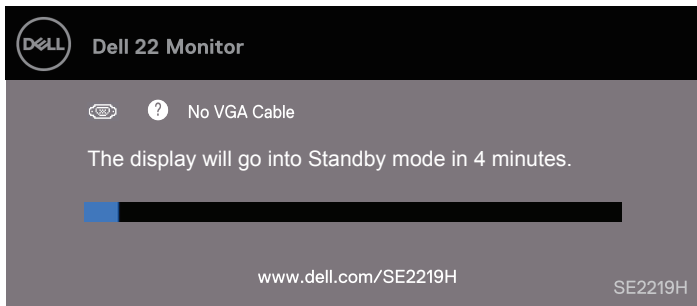 DELL
Dell 22 Monitor
? No VGA Cable
The display will go into Standby mode in 4 minutes.
www.dell.com/SE2219H
SE2219H